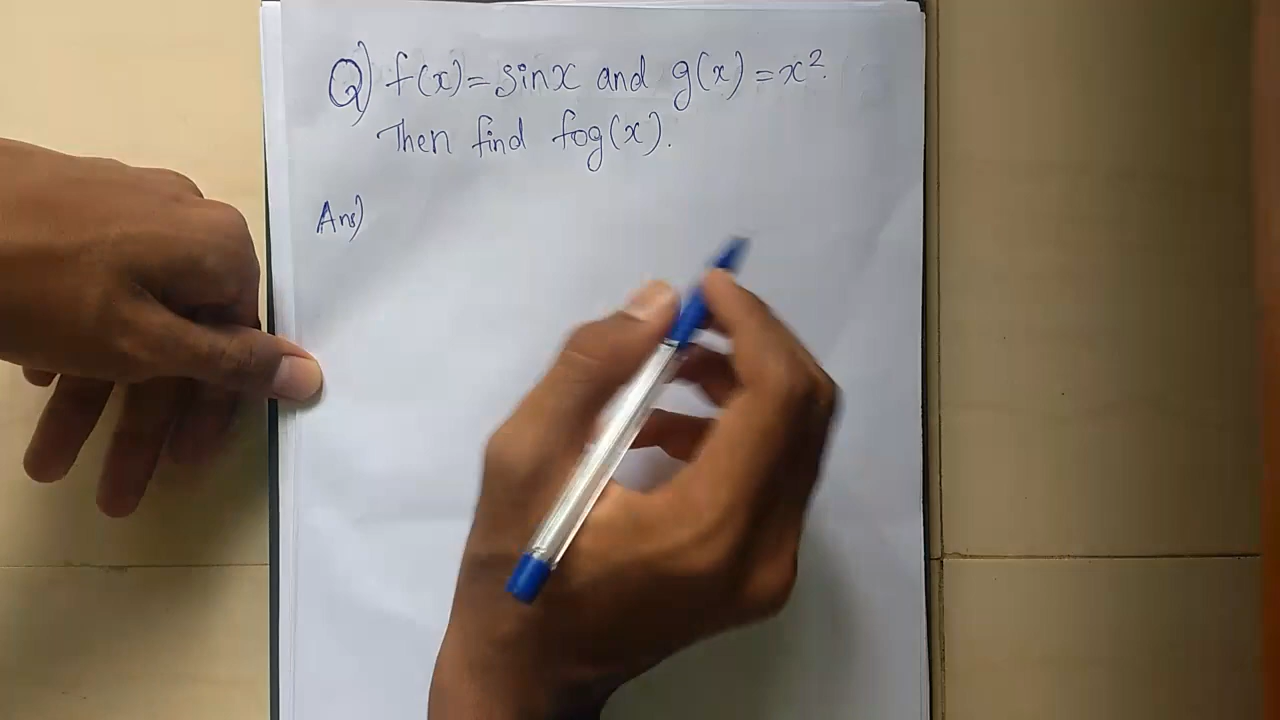 Q) f(x)=sinx and g(x)=x².
Then find fog(x).
Ans)